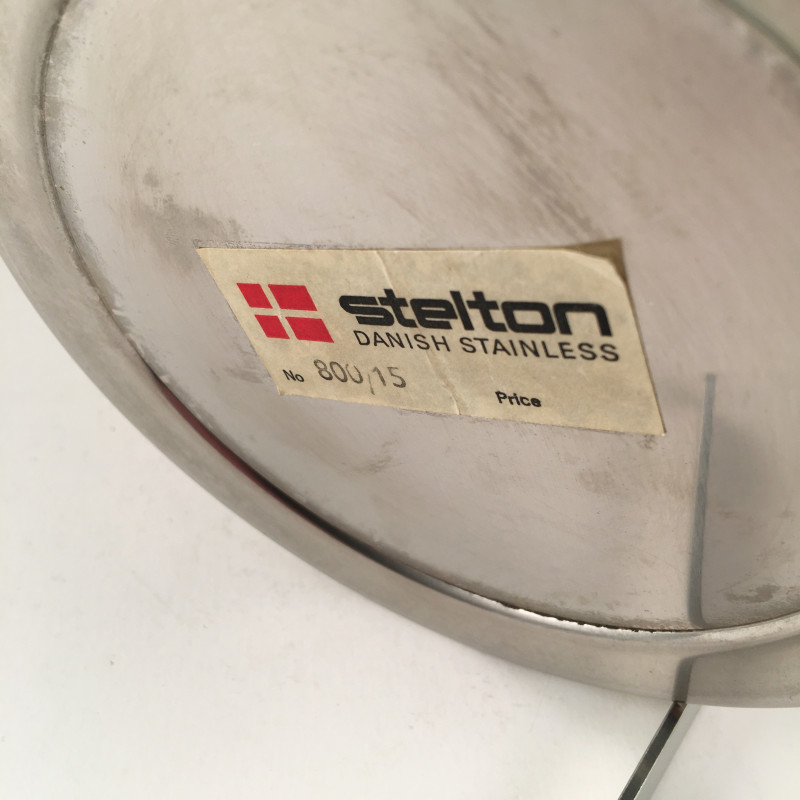 stelton
DANISH STAINLESS
No 800,15
Price